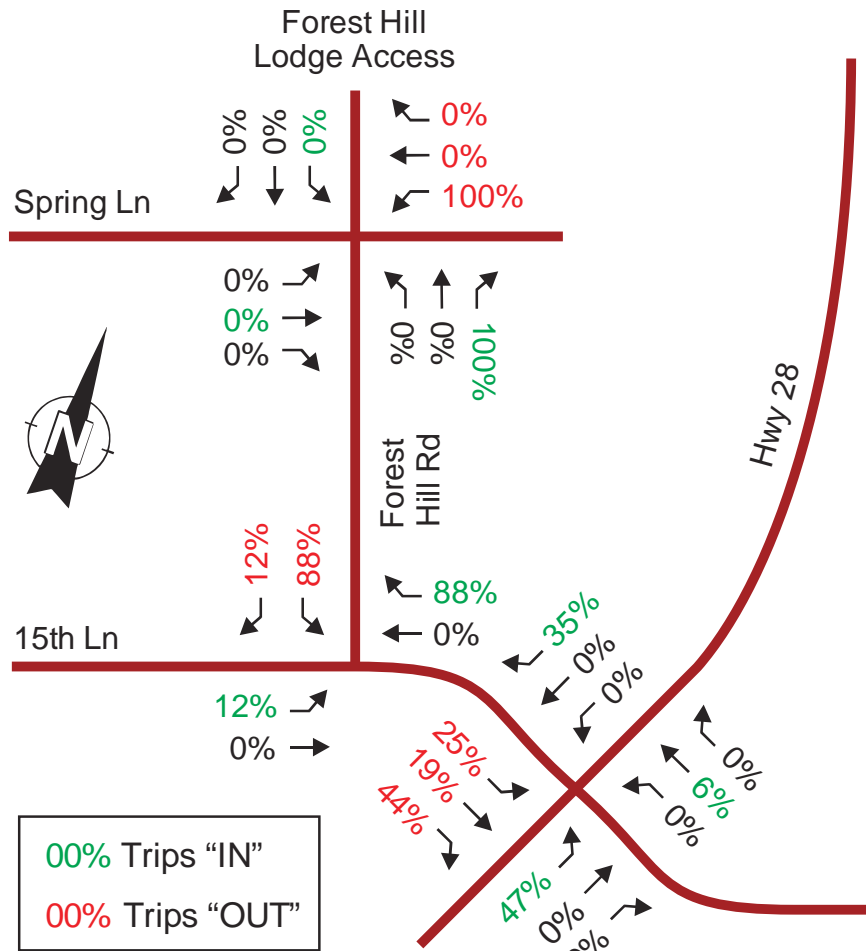 Forest Hill
Lodge Access
0%
0%
0%
0%
0%
100%
Spring Ln
0%
0%
0%
0%
0%
100%
N
Hwy 28
Forest
Hill Rd
12%
88%
88%
0%
15th Ln
35%
0%
0%
12%
0%
25%
19%
44%
0%
6%
0%
47%
0%
00% Trips “IN”
00% Trips “OUT”